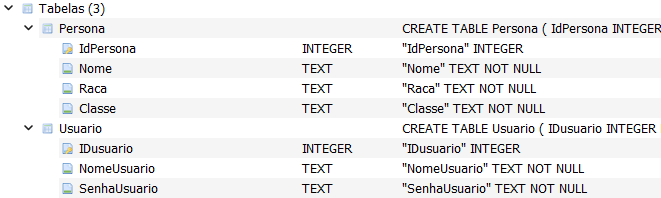 Tabelas (3)
Persona CREATE TABLE Persona ( IdPersona INTEGER
IdPersona INTEGER "IdPersona" INTEGER
Nome TEXT "Nome" TEXT NOT NULL
Raca TEXT "Raca" TEXT NOT NULL
Classe TEXT "Classe" TEXT NOT NULL
Usuario CREATE TABLE Usuario ( IDusuario INTEGER
IDusuario INTEGER "IDusuario" INTEGER
NomeUsuario TEXT "NomeUsuario" TEXT NOT NULL
SenhaUsuario TEXT "SenhaUsuario" TEXT NOT NULL